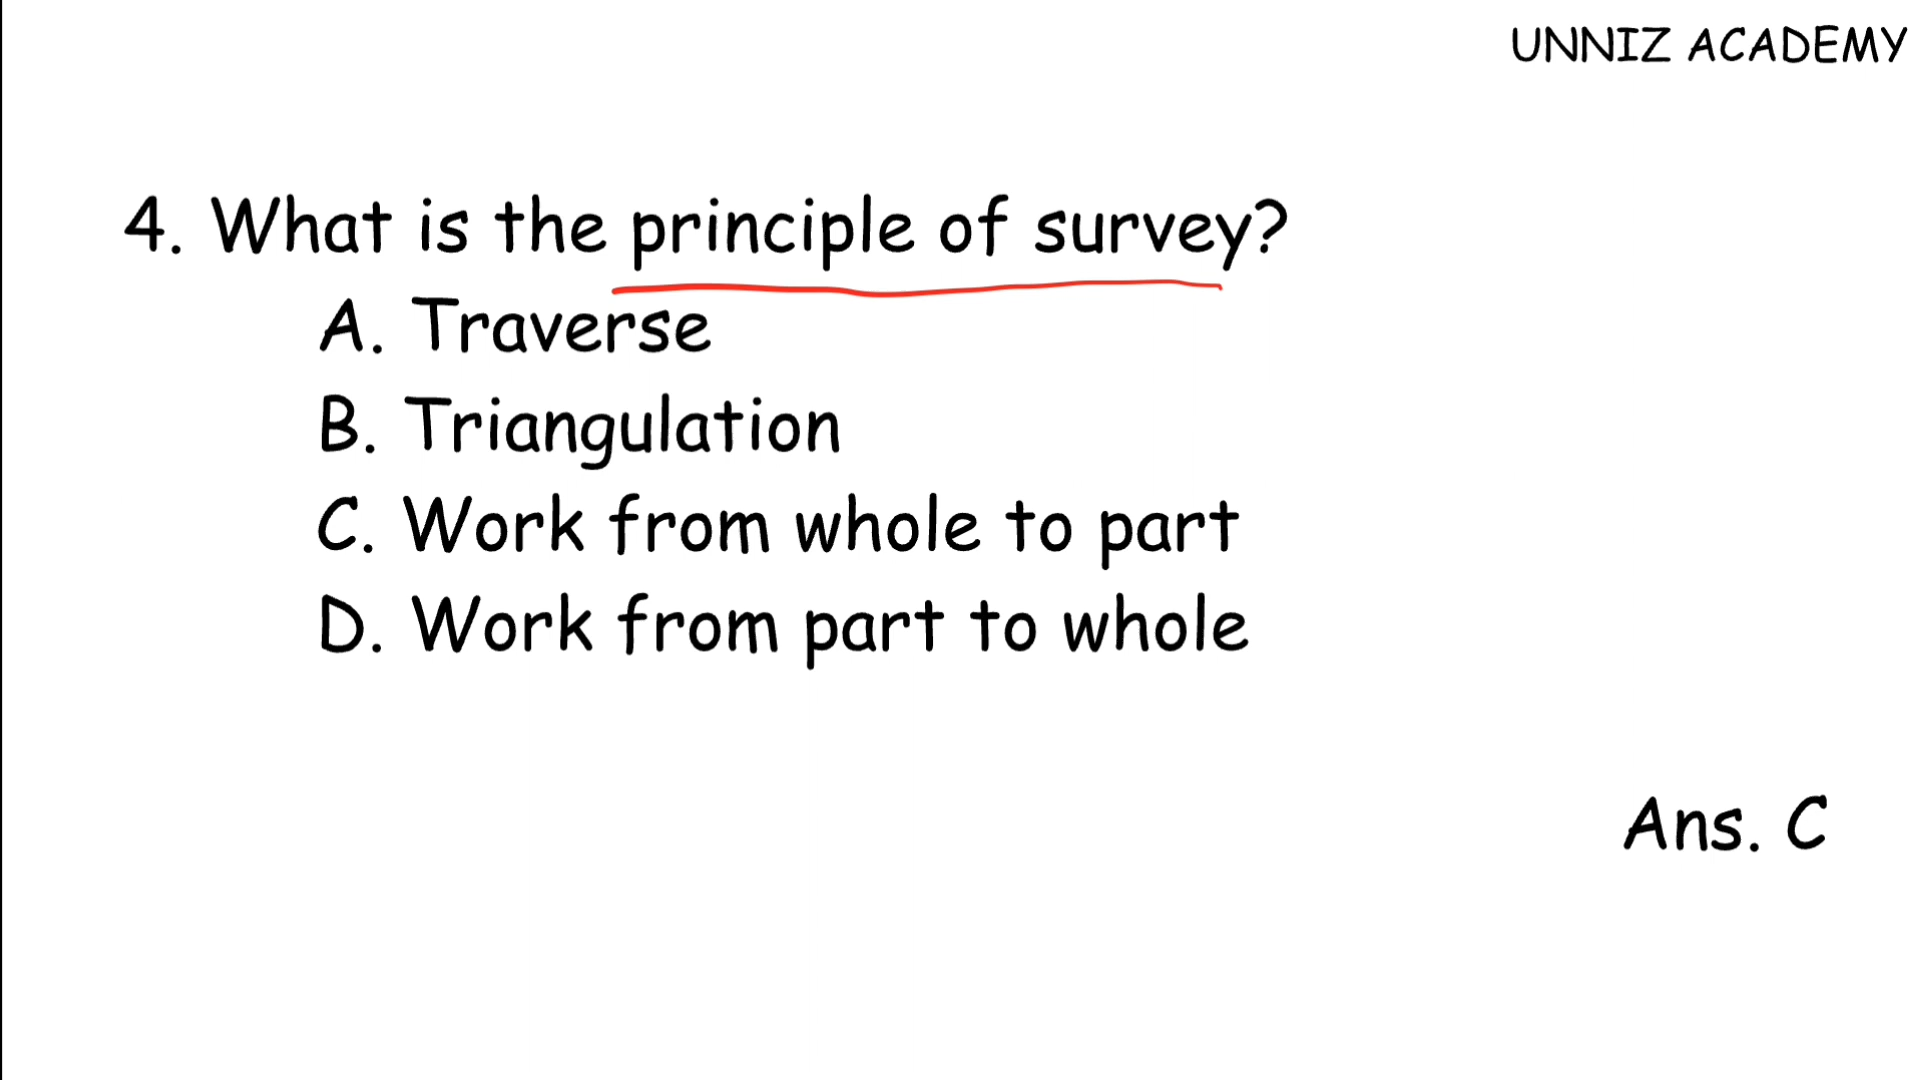 UNNIZ ACADEMY
4. What is the principle of survey?
A. Traverse
B. Triangulation
C. Work from whole to part
D. Work from part to whole
Ans. C